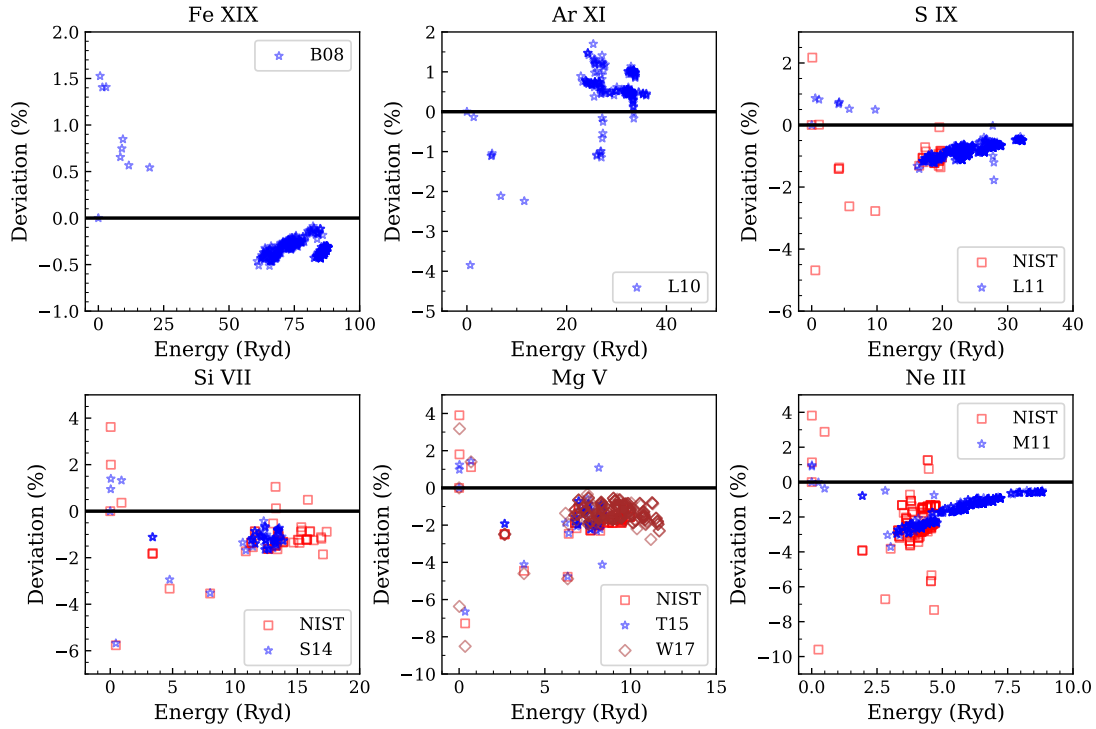 Fe XIX
Deviation (%)
2.0
1.5
1.0
0.5
0.0
−0.5
−1.0
B08
0
25
50
75
100
Energy (Ryd)
Ar XI
Deviation (%)
2
1
0
−1
−2
−3
−4
−5
L10
0
20
40
Energy (Ryd)
S IX
Deviation (%)
2
0
−2
−4
−6
NIST
L11
0
10
20
30
40
Energy (Ryd)
Si VII
Deviation (%)
4
2
0
−2
−4
−6
NIST
S14
0
5
10
15
20
Energy (Ryd)
Mg V
Deviation (%)
4
2
0
−2
−4
−6
−8
−10
NIST
T15
W17
0
5
10
15
Energy (Ryd)
Ne III
Deviation (%)
4
2
0
−2
−4
−6
−8
−10
NIST
M11
0.0
2.5
5.0
7.5
10.0
Energy (Ryd)